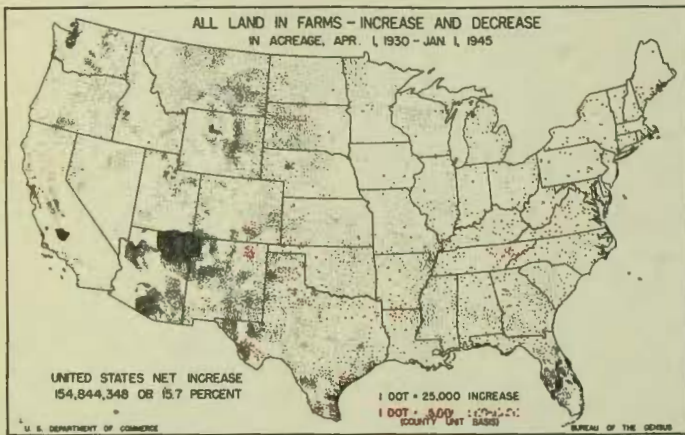 ALL LAND IN FARMS - INCREASE AND DECREASE
IN ACREAGE, APR. 1, 1930 - JAN. 1, 1945
UNITED STATES NET INCREASE
154,844,348 OR 15.7 PERCENT
1 DOT = 25,000 INCREASE
1 DOT =
(COUNTY UNIT BASIS)
U. S. DEPARTMENT OF COMMERCE
BUREAU OF THE CENSUS